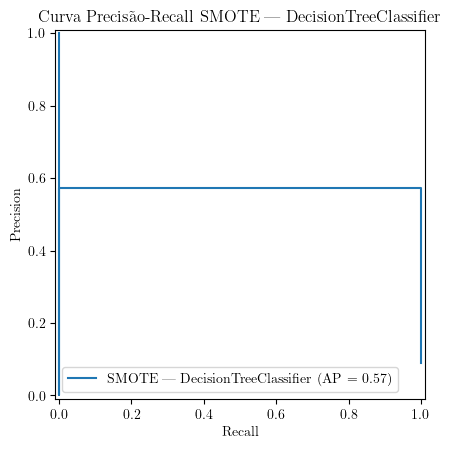 Curva Precisão-Recall SMOTE — DecisionTreeClassifier
1.0
0.8
0.6
0.4
0.2
0.0
Precision
SMOTE — DecisionTreeClassifier (AP = 0.57)
0.0 0.2 0.4 0.6 0.8 1.0
Recall